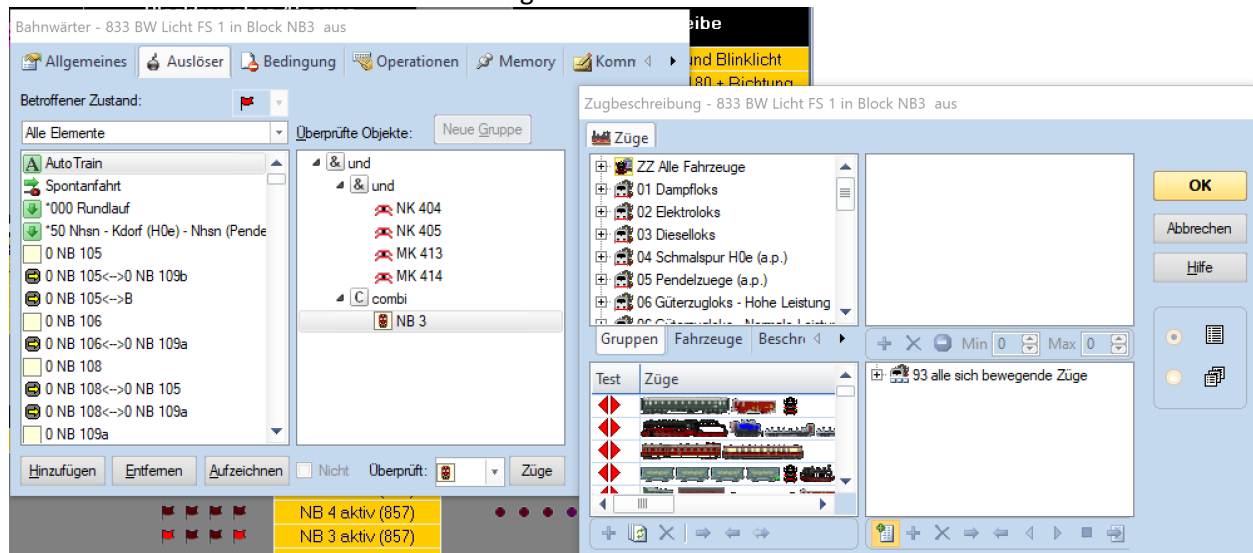 eibe
Bahnwärter - 833 BW Licht FS 1 in Block NB3 aus
und Blinklicht
Allgemeines Auslöser Bedingung Operationen Memory Komm
180 + Richtung
Betroffener Zustand:
Alle Elemente
Überprüfte Objekte: Neue Gruppe
AutoTrain
Spontanfahrt
*000 Rundlauf
*50 Nhsn - Kdorf (H0e) - Nhsn (Pende
0 NB 105
0 NB 105<-->0 NB 109b
0 NB 105<-->B
0 NB 106
0 NB 106<-->0 NB 109a
0 NB 108
0 NB 108<-->0 NB 105
0 NB 108<-->0 NB 109a
0 NB 109a
& und
& und
NK 404
NK 405
MK 413
MK 414
C combi
NB 3
Hinzufügen Entfernen Aufzeichnen Nicht Überprüft: Züge
NB 4 aktiv (857)
NB 3 aktiv (857)
Zugbeschreibung - 833 BW Licht FS 1 in Block NB3 aus
Züge
ZZ Alle Fahrzeuge
01 Dampfloks
02 Elektroloks
03 Dieselloks
04 Schmalspur H0e (a.p.)
05 Pendelzuege (a.p.)
06 Güterzugloks - Hohe Leistung
Gruppen Fahrzeuge Beschr
Min 0 Max 0
Test Züge
93 alle sich bewegende Züge
OK
Abbrechen
Hilfe